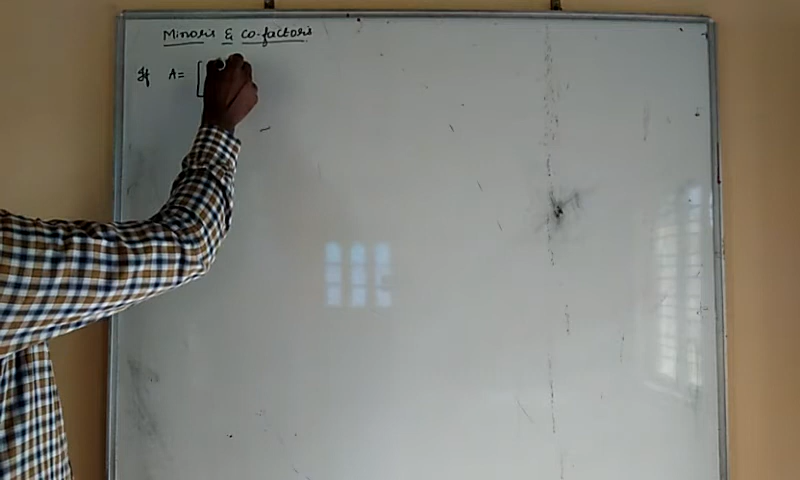 Minors & Co-factors
If A= [